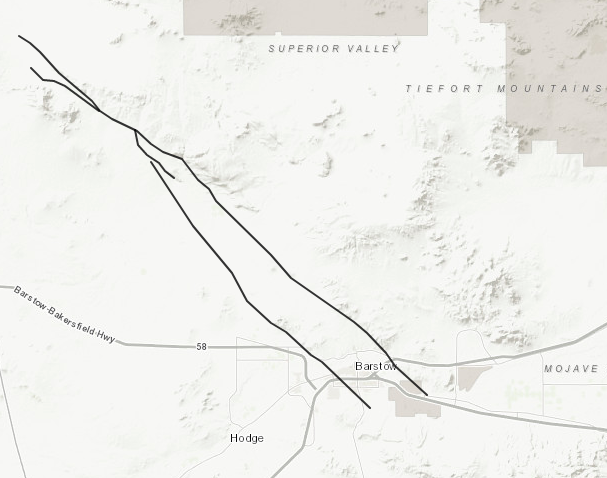 SUPERIOR VALLEY
TIEFORT MOUNTAINS
Barstow-Bakersfield-Hwy
58
Barstow
MOJAVE
Hodge